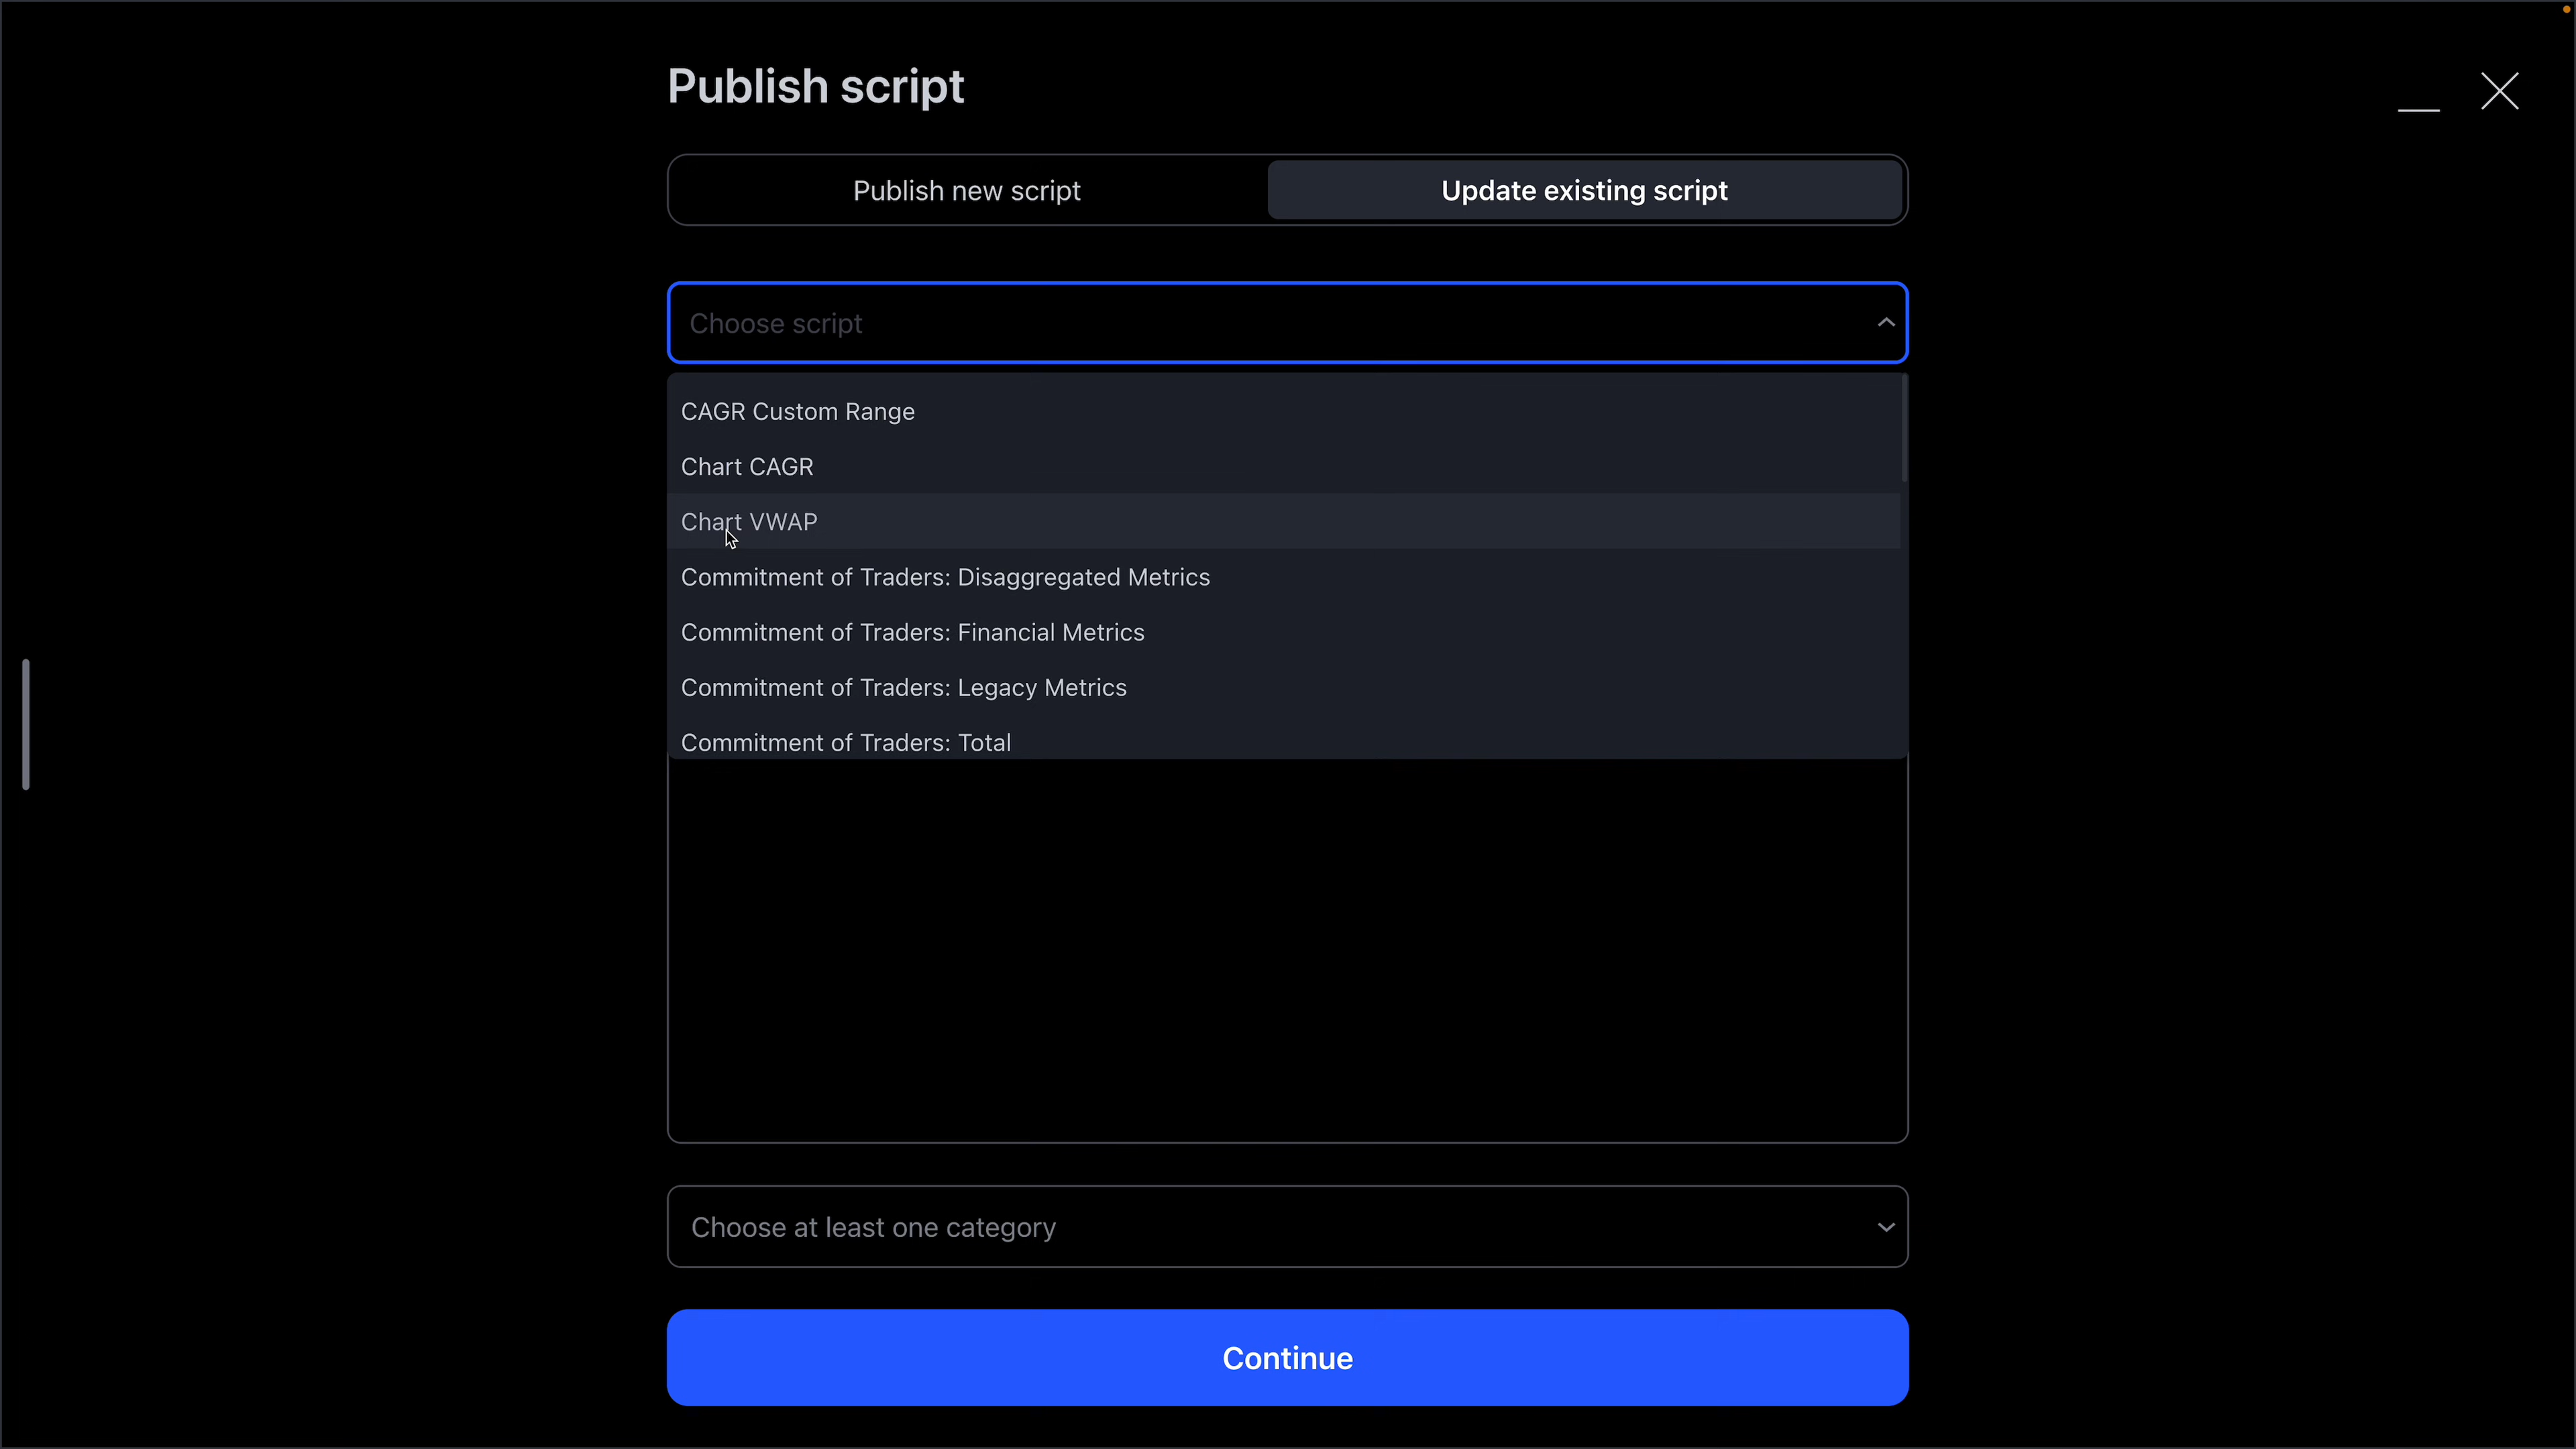 Publish script
Publish new script
Update existing script
Choose script
CAGR Custom Range
Chart CAGR
Chart VWAP
Commitment of Traders: Disaggregated Metrics
Commitment of Traders: Financial Metrics
Commitment of Traders: Legacy Metrics
Commitment of Traders: Total
Choose at least one category
Continue